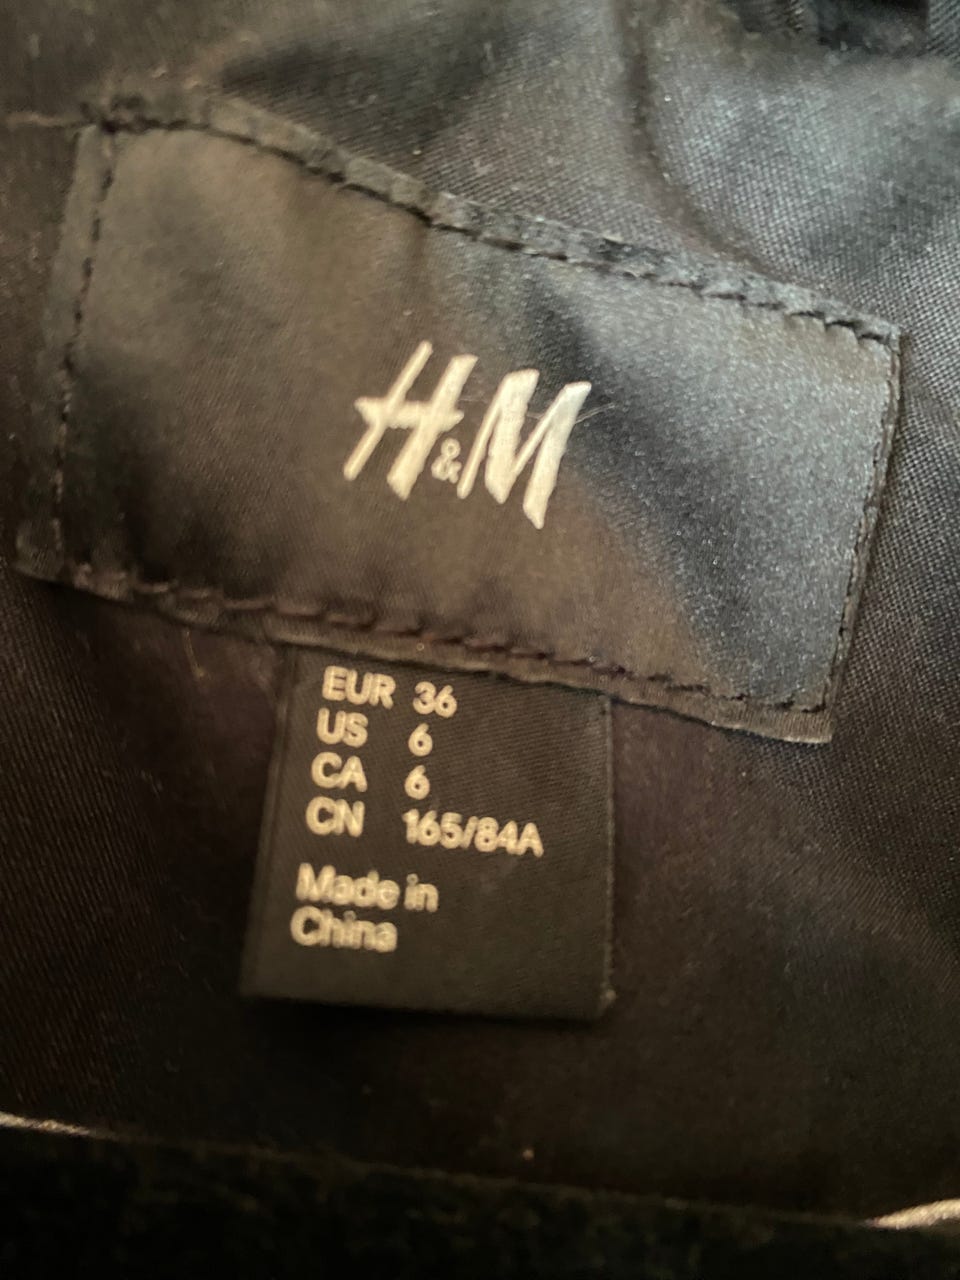 H&M
EUR 36
US 6
CA 6
CN 165/84A
Made in
China